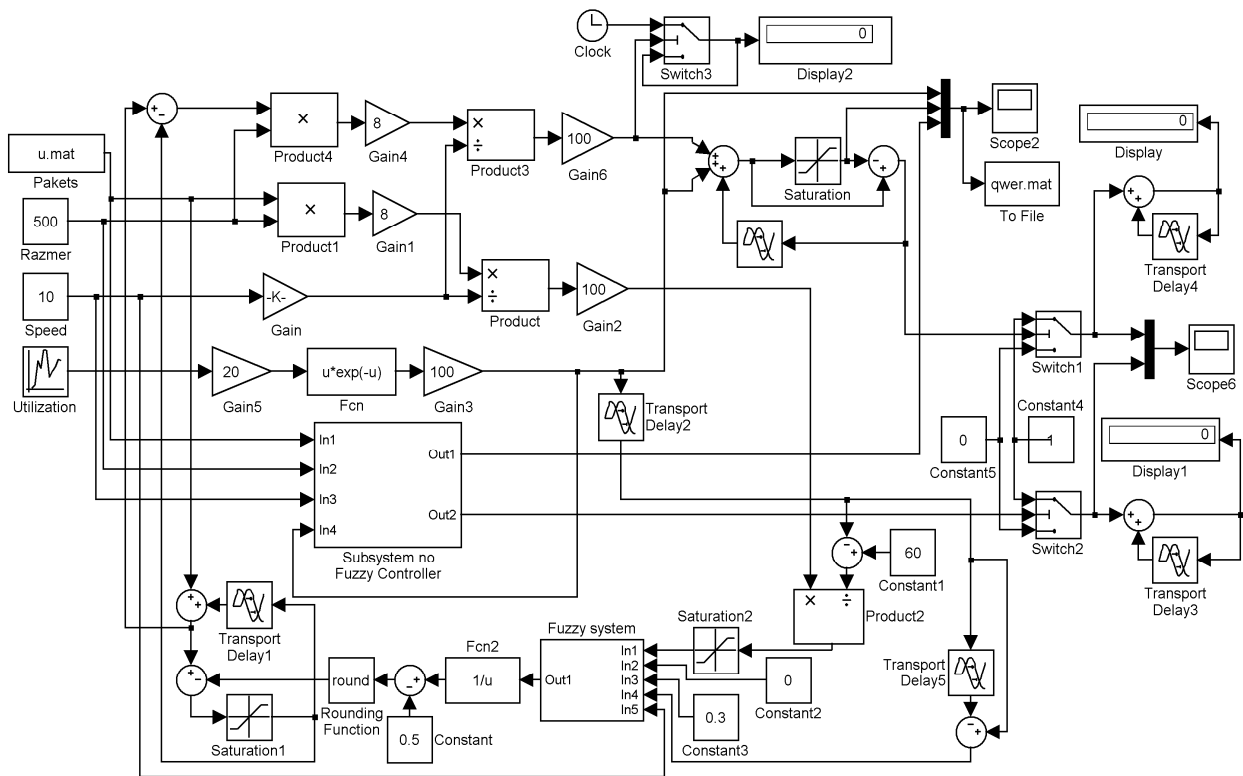 Clock
Switch3
0
Display2
u.mat
Pakets
+
-
×
Product4
8
Gain4
×
÷
Product3
100
Gain6
+
+
+
Saturation
-
+
Scope2
qwer.mat
To File
0
Display
+
+
Transport
Delay4
500
Razmer
×
Product1
8
Gain1
10
Speed
-K-
Gain
×
÷
Product
100
Gain2
Utilization
20
Gain5
u*exp(-u)
Fcn
100
Gain3
Transport
Delay2
Switch1
Scope6
Constant4
1
0
Constant5
0
Display1
In1
In2
In3
In4
Out1
Out2
Subsystem no
Fuzzy Controller
Switch2
+
+
Transport
Delay3
-
+
60
Constant1
×
÷
Product2
+
+
Transport
Delay1
+
-
Saturation1
round
Rounding
Function
-
+
0.5
Constant
Fcn2
1/u
Fuzzy system
Out1
In1
In2
In3
In4
In5
Saturation2
0
Constant2
0.3
Constant3
Transport
Delay5
-
+